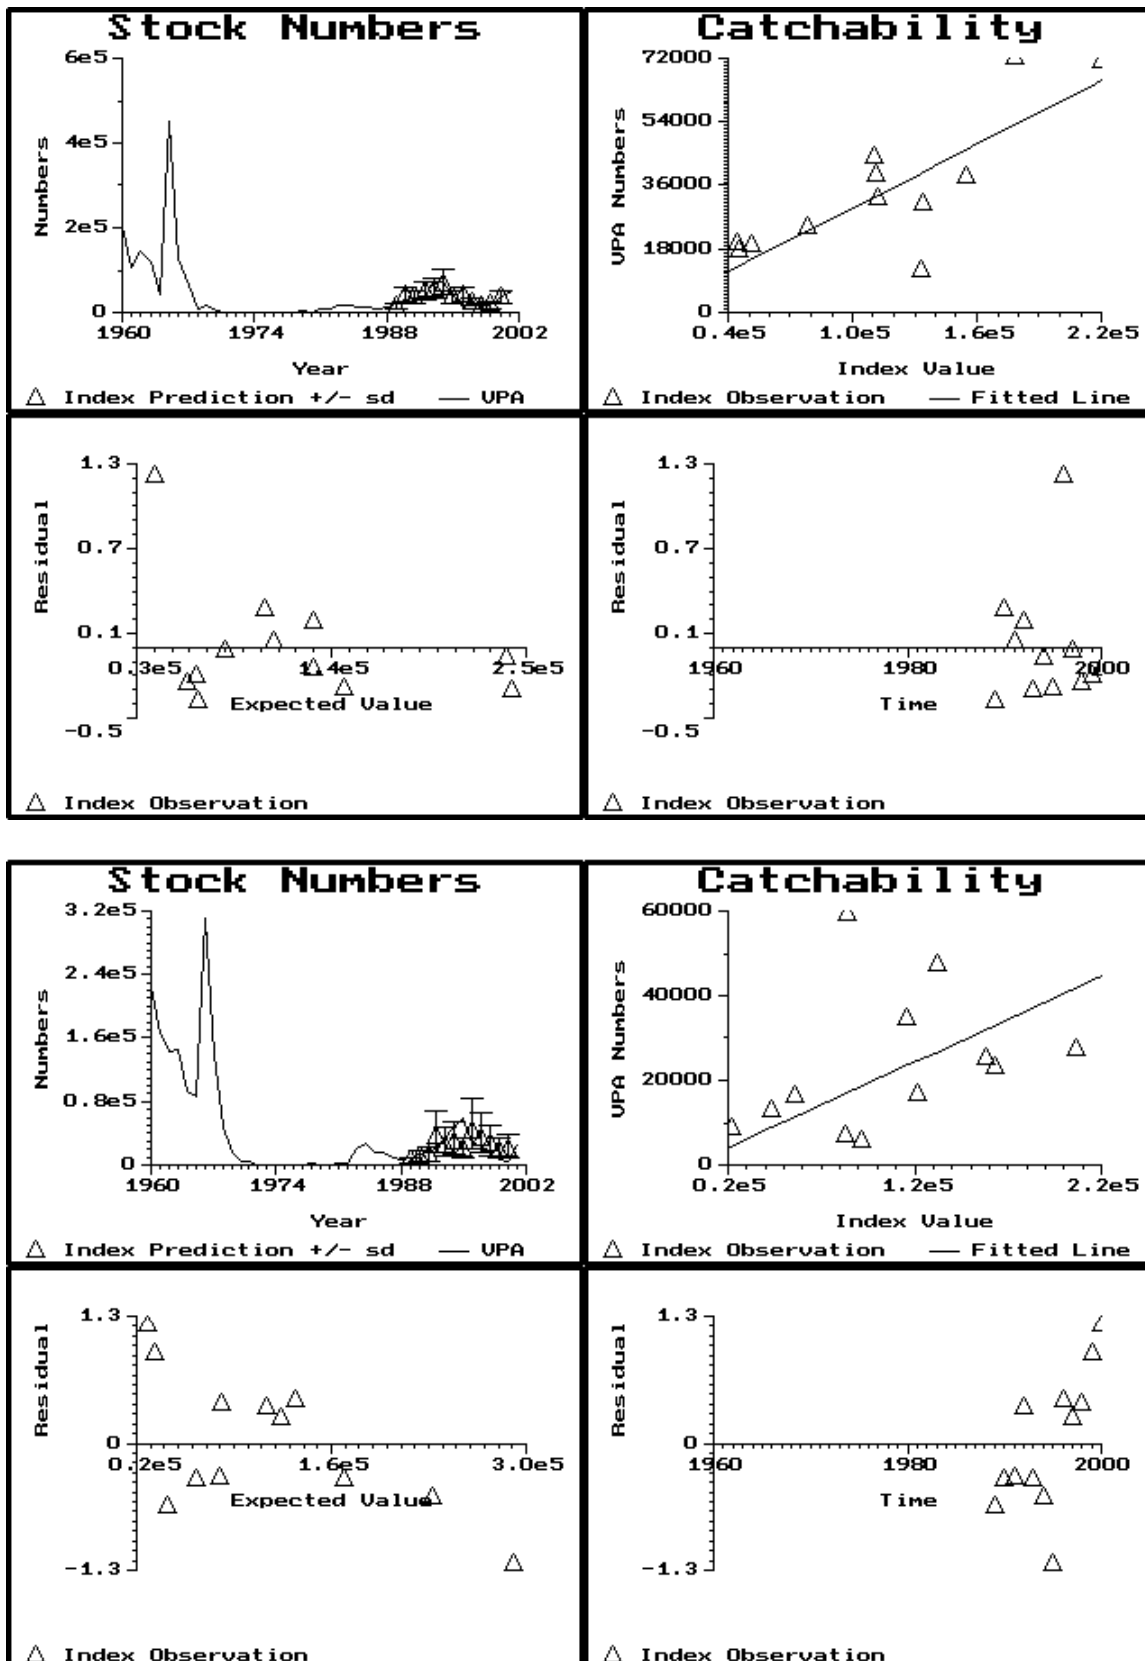 Stock Numbers
6e5
4e5
2e5
0
Numbers
1960 1974 1988 2002
Year
△ Index Prediction +/- sd — VPA
Catchability
72000
54000
36000
18000
0
VPA Numbers
0.4e5 1.0e5 1.6e5 2.2e5
Index Value
△ Index Observation — Fitted Line
1.3
0.7
0.1
-0.5
Residual
0.3e5 1.4e5 2.5e5
Expected Value
△ Index Observation
1.3
0.7
0.1
-0.5
Residual
1960 1980 2000
Time
△ Index Observation
Stock Numbers
3.2e5
2.4e5
1.6e5
0.8e5
0
Numbers
1960 1974 1988 2002
Year
△ Index Prediction +/- sd — VPA
Catchability
60000
40000
20000
0
VPA Numbers
0.2e5 1.2e5 2.2e5
Index Value
△ Index Observation — Fitted Line
1.3
0
-1.3
Residual
0.2e5 1.6e5 3.0e5
Expected Value
△ Index Observation
1.3
0
-1.3
Residual
1960 1980 2000
Time
△ Index Observation